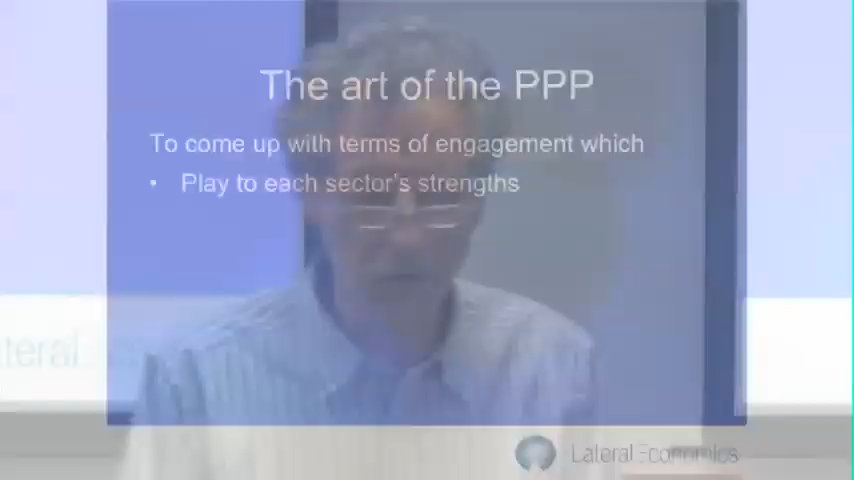 The art of the PPP
To come up with terms of engagement which
• Play to each sector's strengths
teral
Lateral Economics